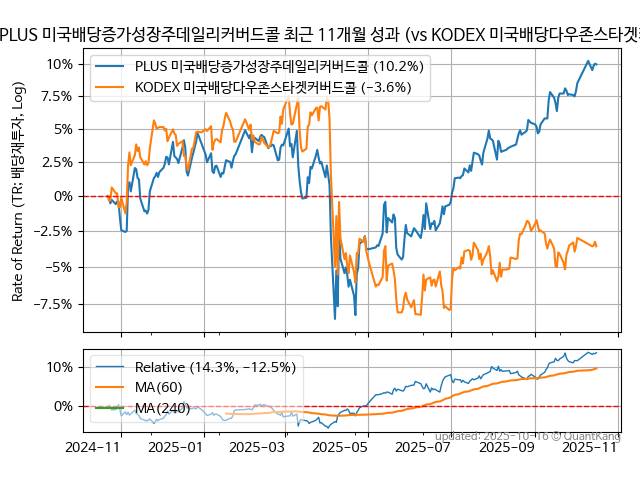 PLUS 미국배당증가성장주데일리커버드콜 최근 11개월 성과 (vs KODEX 미국배당다우존스타겟
Rate of Return (TR: 배당재투자, Log)
10%
7.5%
5%
2.5%
0%
−2.5%
−5%
−7.5%
PLUS 미국배당증가성장주데일리커버드콜 (10.2%)
KODEX 미국배당다우존스타겟커버드콜 (−3.6%)
10%
0%
Relative (14.3%, −12.5%)
MA(60)
MA(240)
2024−11
2025−01
2025−03
2025−05
2025−07
2025−09
2025−11
updated: 2025−10−16 © QuantKang